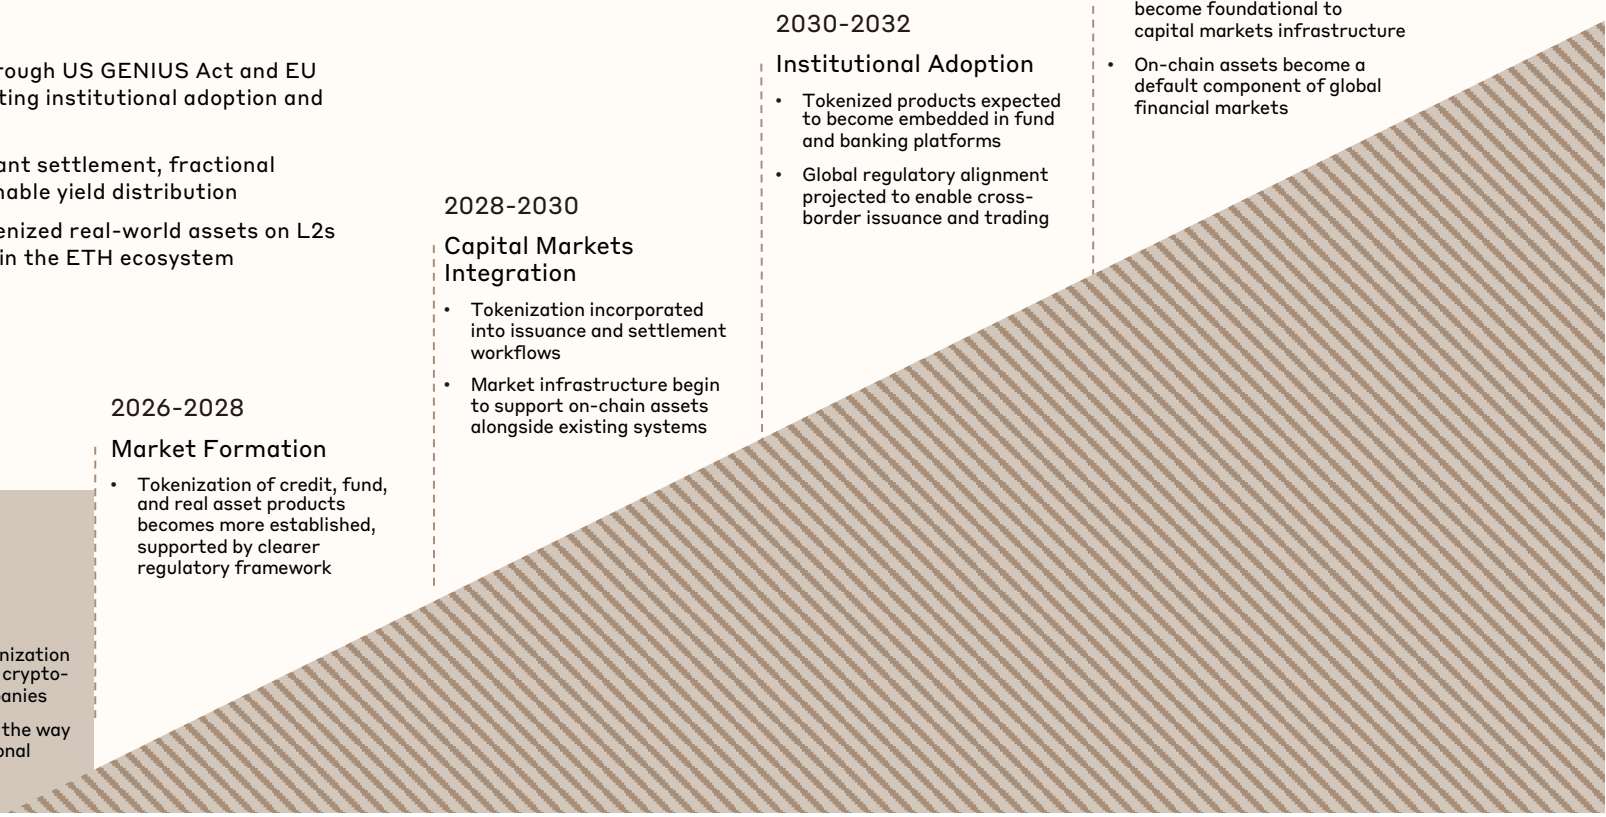 rough US GENIUS Act and EU
ting institutional adoption and
ant settlement, fractional
nable yield distribution
enized real-world assets on L2s
in the ETH ecosystem
nization
crypto-
anies
the way
onal
2026-2028
Market Formation
• Tokenization of credit, fund,
and real asset products
becomes more established,
supported by clearer
regulatory framework
2028-2030
Capital Markets
Integration
• Tokenization incorporated
into issuance and settlement
workflows
• Market infrastructure begin
to support on-chain assets
alongside existing systems
2030-2032
Institutional Adoption
• Tokenized products expected
to become embedded in fund
and banking platforms
• Global regulatory alignment
projected to enable cross-
border issuance and trading
become foundational to
capital markets infrastructure
• On-chain assets become a
default component of global
financial markets